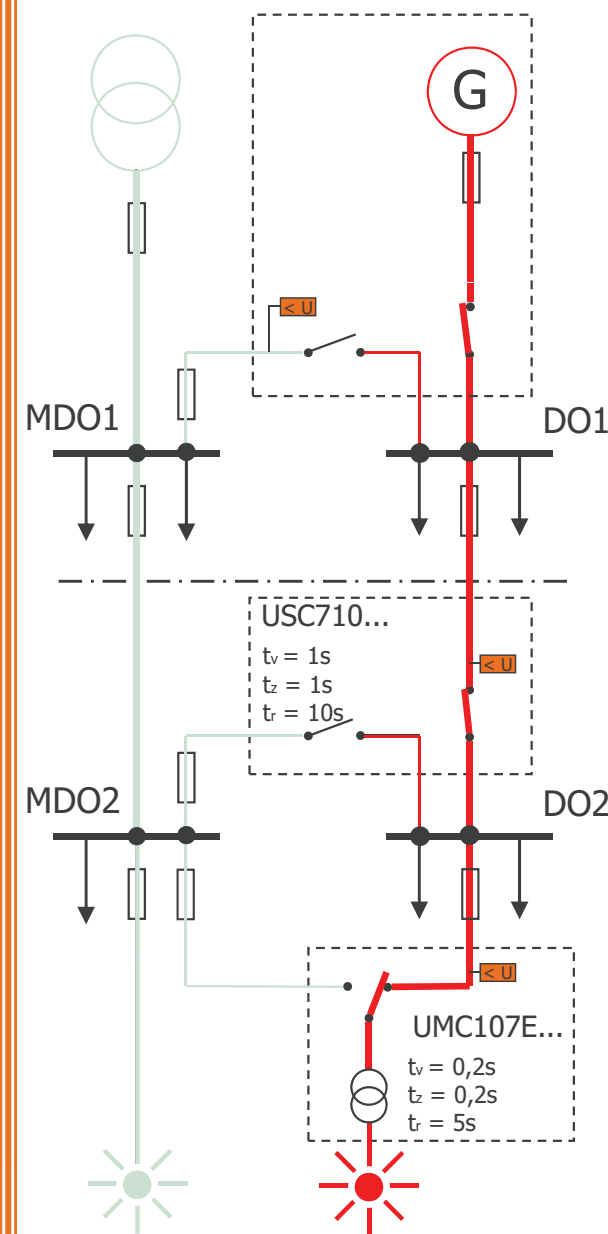 G
< U
MDO1
DO1
USC710...
tv = 1s
tz = 1s
tr = 10s
< U
MDO2
DO2
< U
UMC107E...
tv = 0,2s
tz = 0,2s
tr = 5s